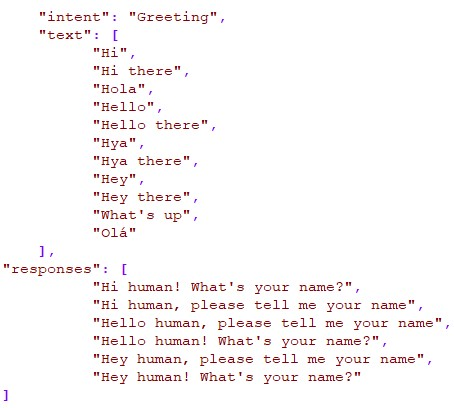 "intent": "Greeting",
"text": [
"Hi",
"Hi there",
"Hola",
"Hello",
"Hello there",
"Hya",
"Hya there",
"Hey",
"Hey there",
"What's up",
"Olá"
],
"responses": [
"Hi human! What's your name?",
"Hi human, please tell me your name",
"Hello human, please tell me your name",
"Hello human! What's your name?",
"Hey human, please tell me your name",
"Hey human! What's your name?"
]